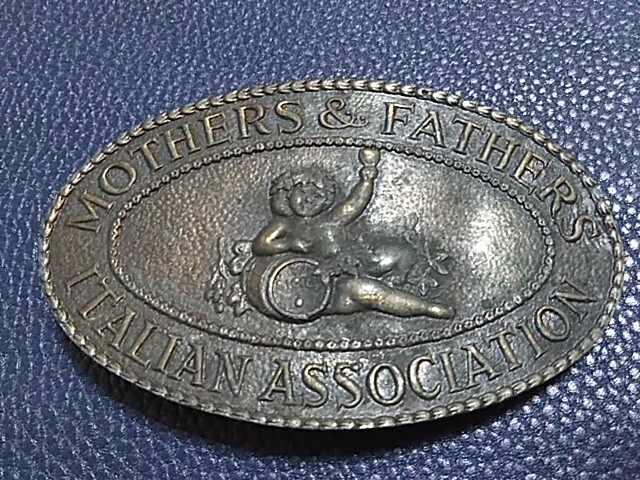 MOTHERS & FATHERS
ITALIAN ASSOCIATION